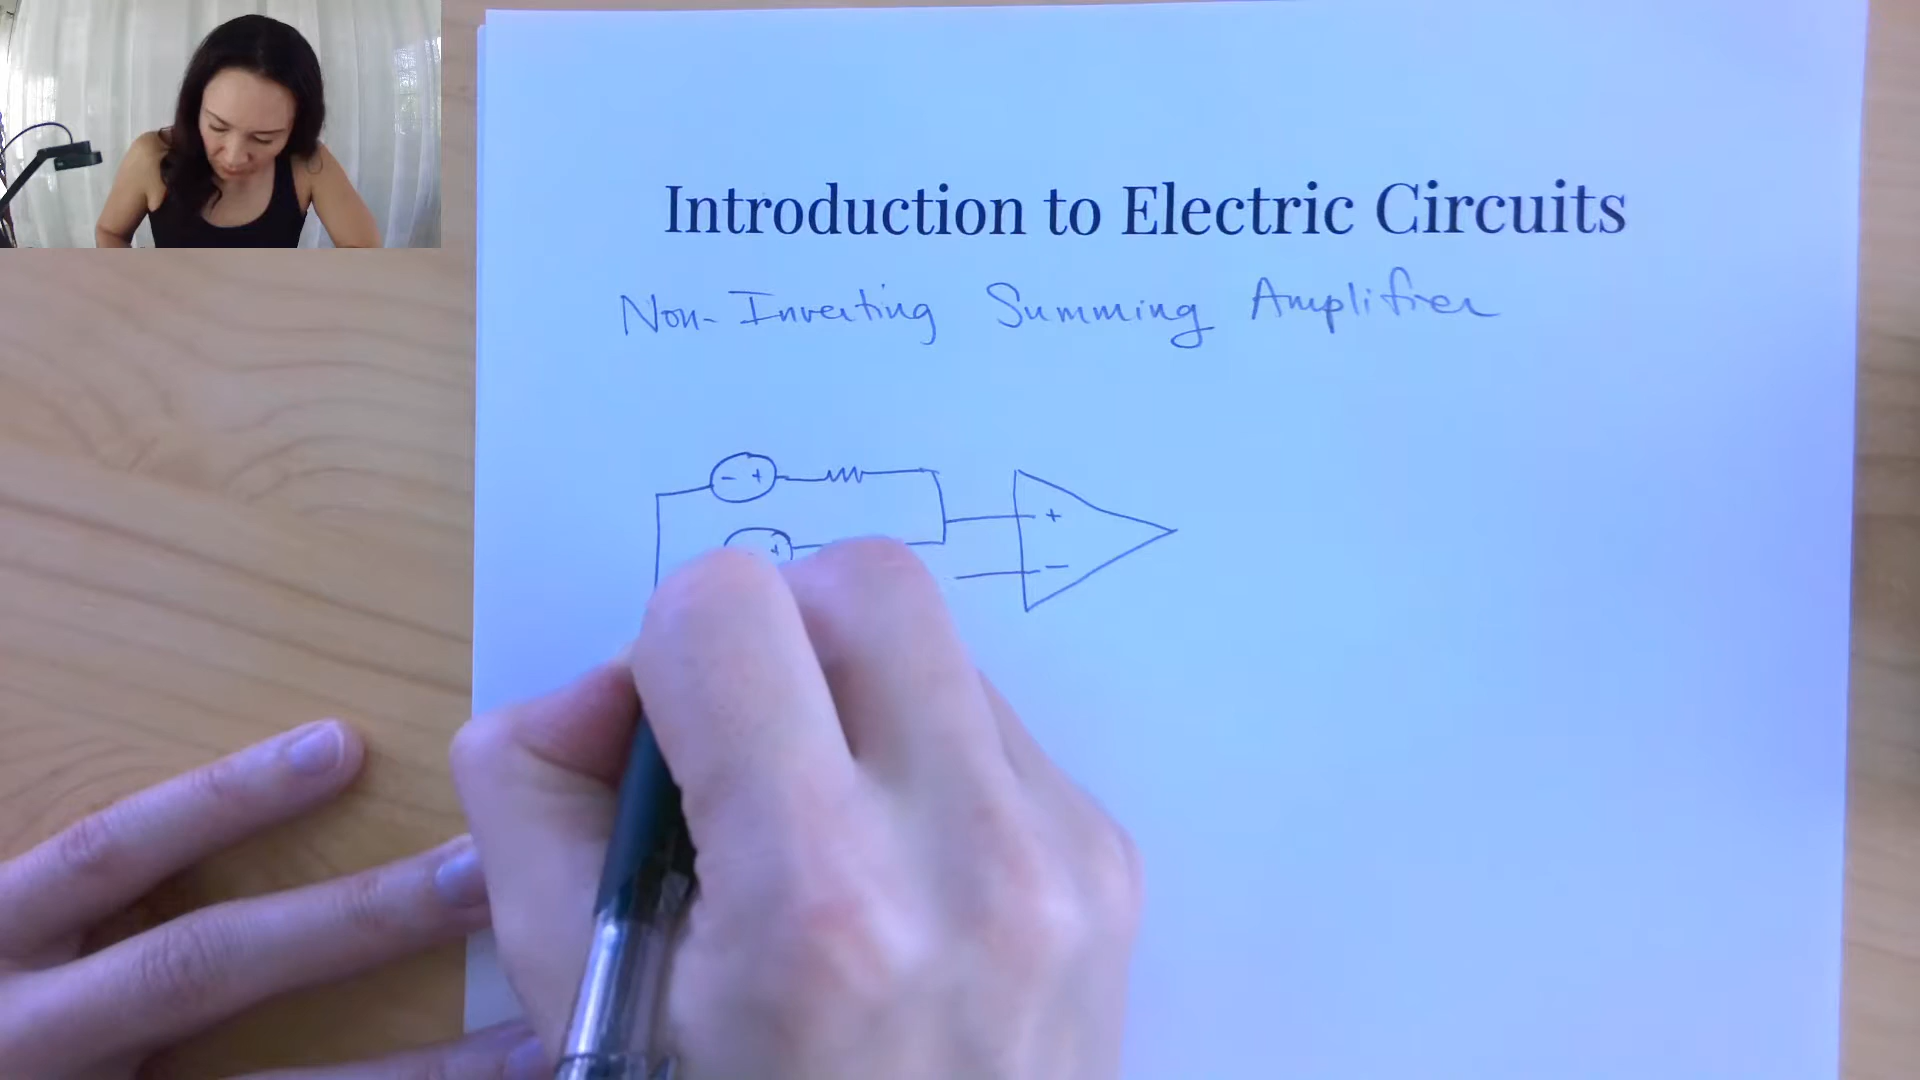 Introduction to Electric Circuits
Non-Inverting Summing Amplifier
- +
+
+
-